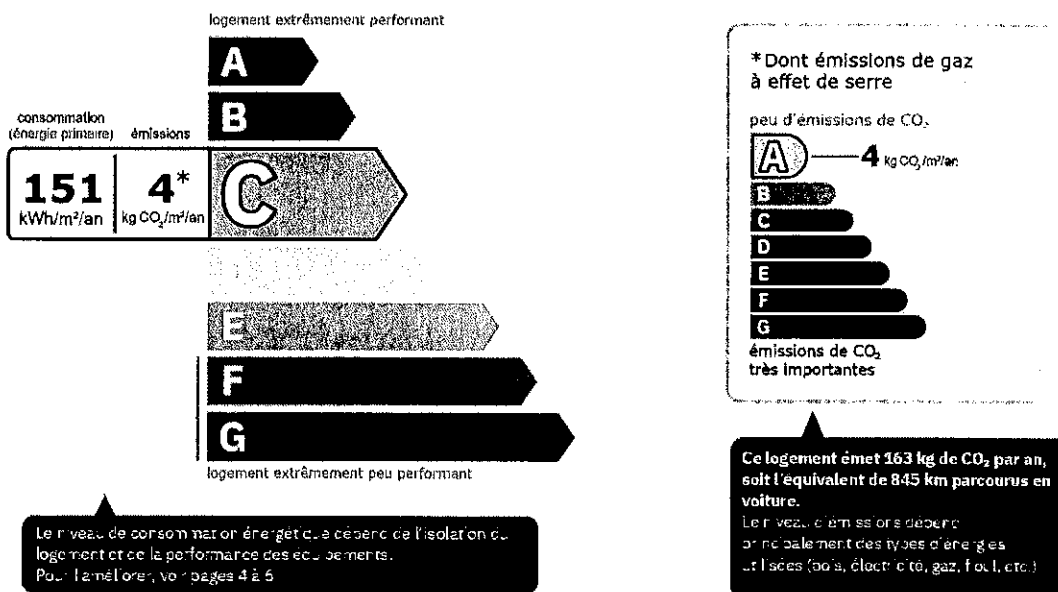 logement extrêmement performant
A
B
consommation
(énergie primaire)
émissions
151
kWh/m²/an
4*
kg CO₂/m²/an
C
E
F
G
logement extrêmement peu performant
Le niveau de consommation énergétique dépend de l'isolation du
logement et de la performance des équipements.
Pour l'améliorer, voir pages 4 à 6
*Dont émissions de gaz
à effet de serre
peu d'émissions de CO₂
A
4 kg CO₂/m²/an
B
C
D
E
F
G
émissions de CO₂
très importantes
Ce logement émet 163 kg de CO₂ par an,
soit l'équivalent de 845 km parcourus en
voiture.
Le niveau d'émissions dépend
principalement des types d'énergies
utilisées (bois, électricité, gaz, fioul, etc.)